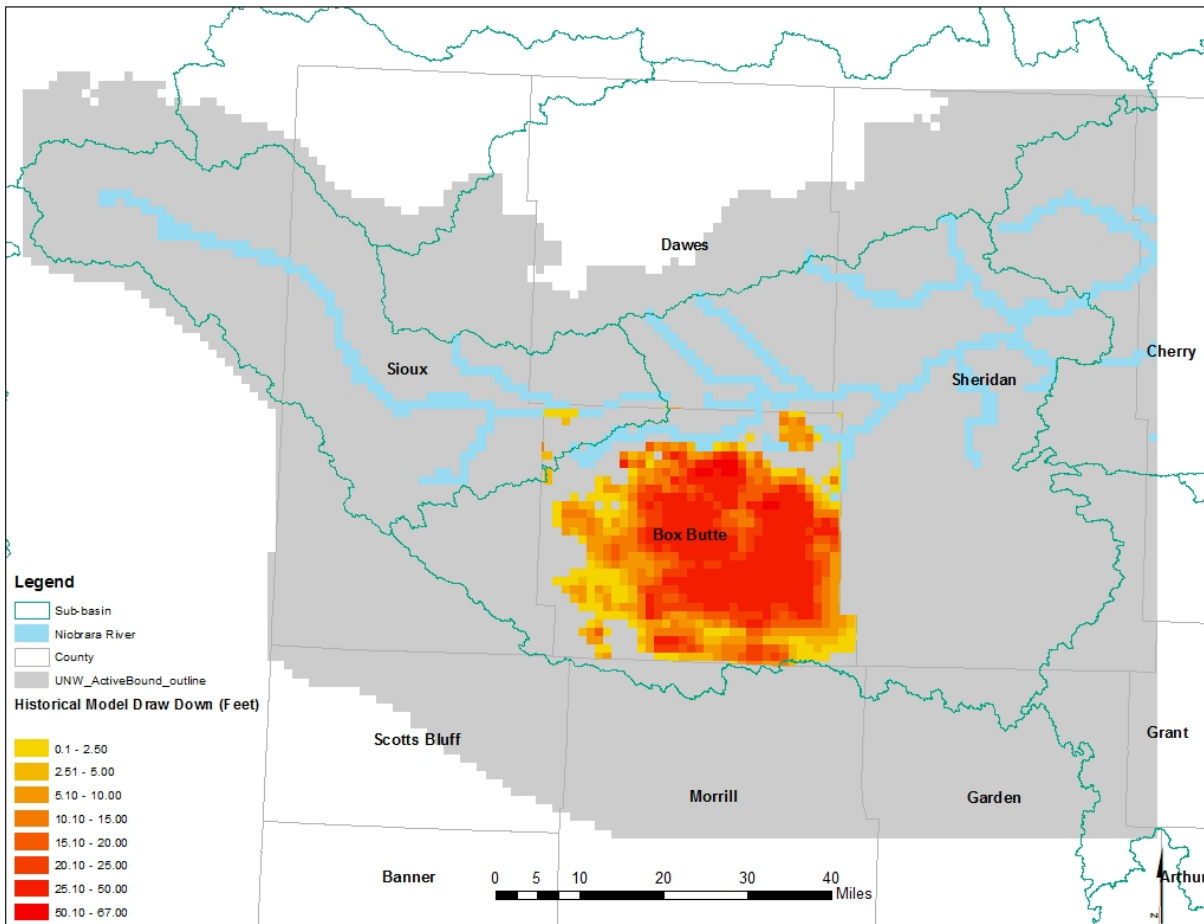 Dawes
Cherry
Sioux
Sheridan
Box Butte
Legend
Sub-basin
Niobrara River
County
UNW_ActiveBound_outline
Historical Model Draw Down (Feet)
0.1 - 2.50
2.51 - 5.00
5.10 - 10.00
10.10 - 15.00
15.10 - 20.00
20.10 - 25.00
25.10 - 50.00
50.10 - 67.00
Scotts Bluff
Grant
Morrill
Garden
Banner
Arthur
0 5 10 20 30 40
Miles
N